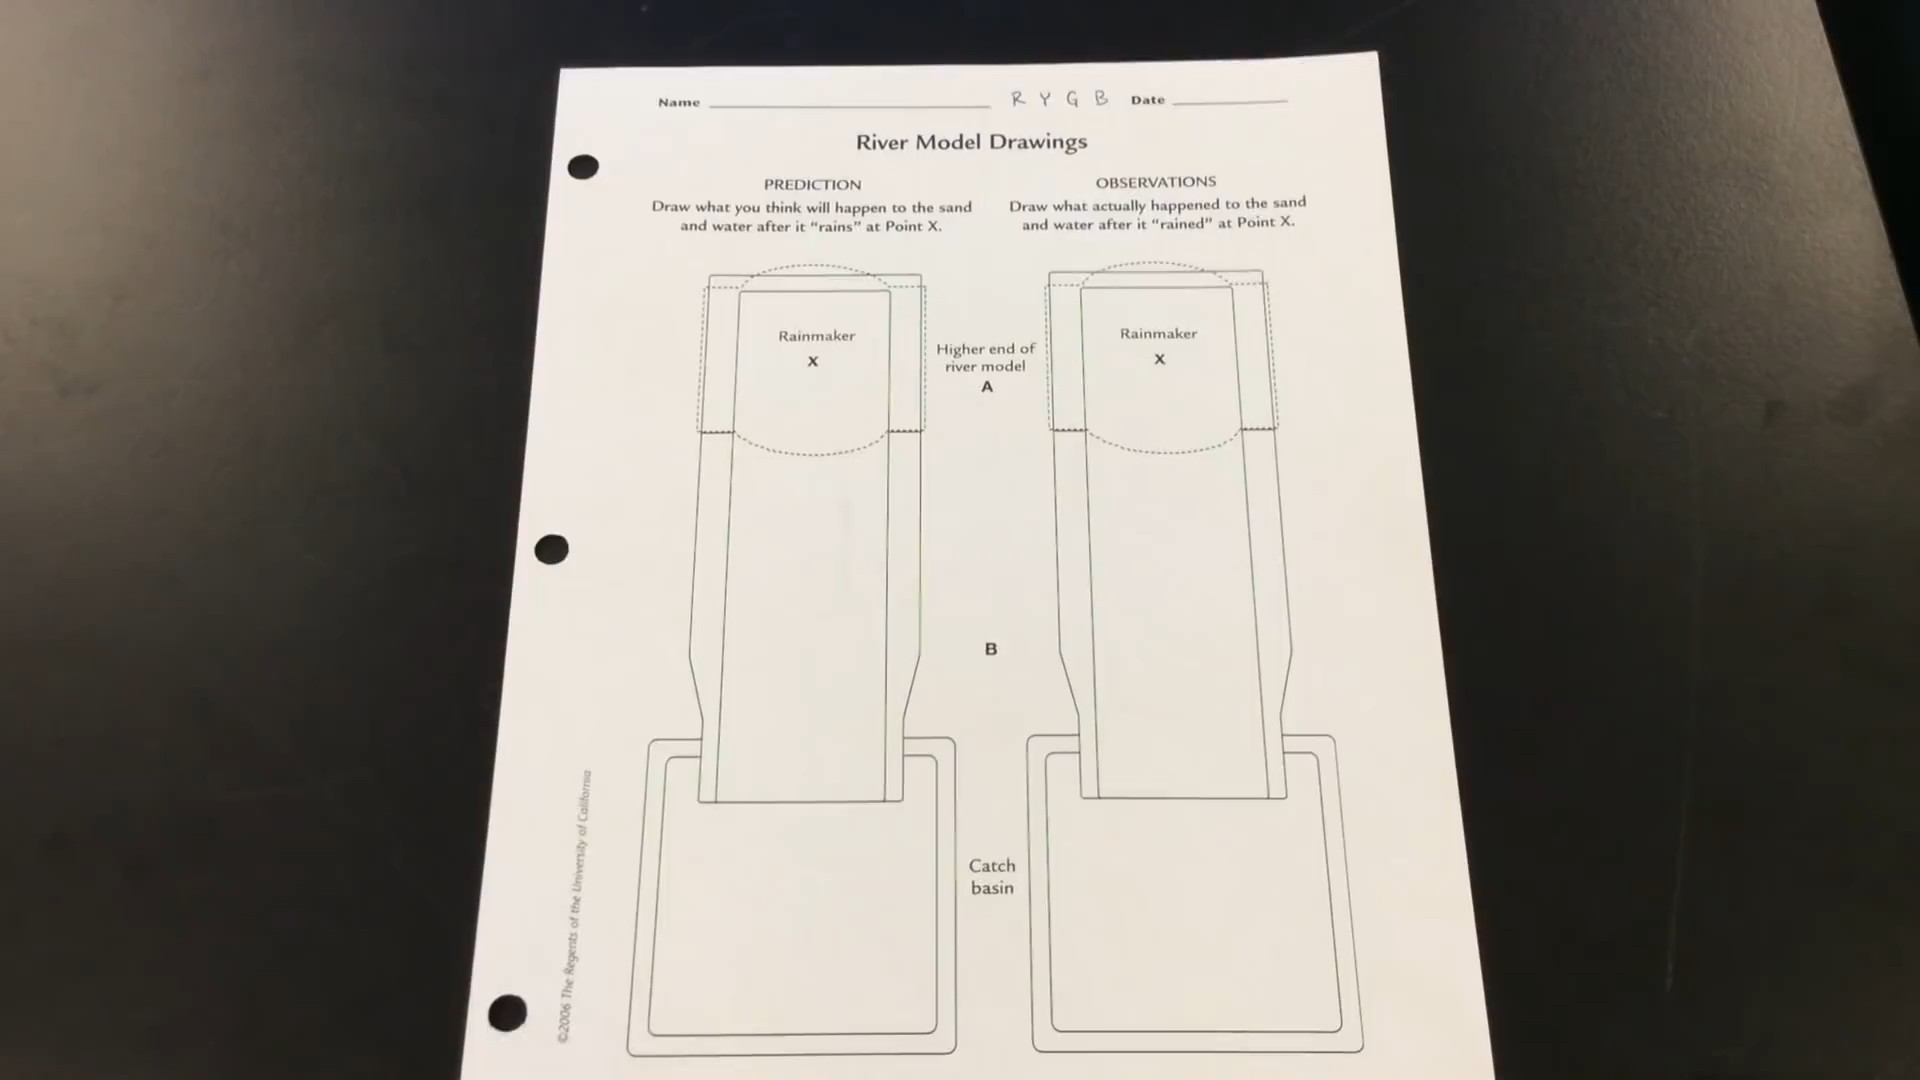 Name R Y G B Date
River Model Drawings
PREDICTION
Draw what you think will happen to the sand
and water after it “rains” at Point X.
OBSERVATIONS
Draw what actually happened to the sand
and water after it “rained” at Point X.
Rainmaker
X
Higher end of
river model
A
Rainmaker
X
B
Catch
basin
©2006 The Regents of the University of California